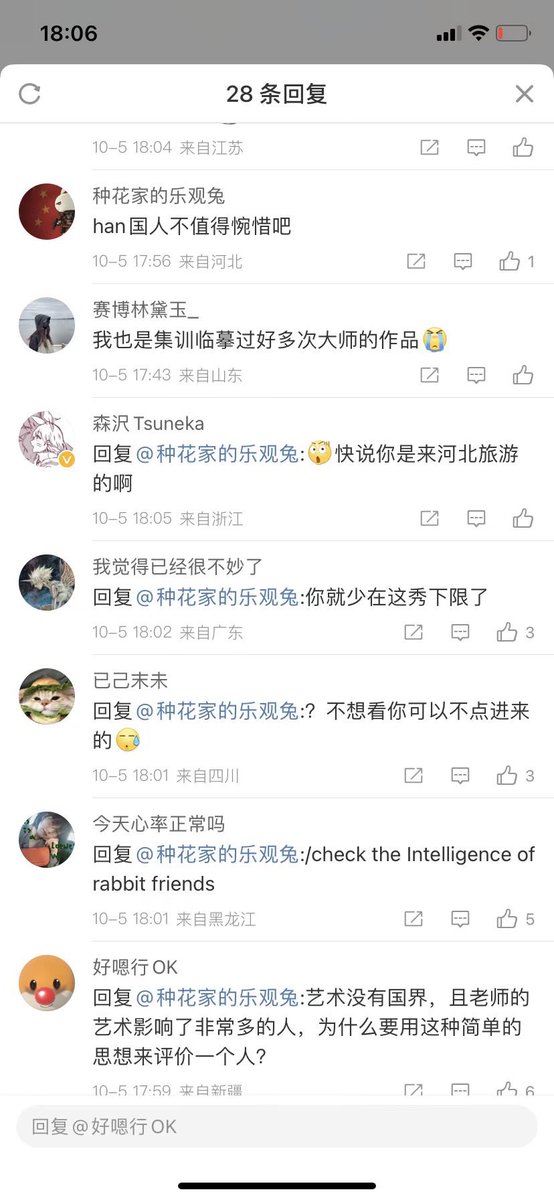 18:06
28 条回复
10-5 18:04 来自江苏
种花家的乐观兔
han国人不值得惋惜吧
10-5 17:56 来自河北
1
赛博林黛玉_
我也是集训临摹过好多次大师的作品
10-5 17:43 来自山东
森沢Tsuneka
回复@种花家的乐观兔:快说你是来河北旅游
的啊
10-5 18:05 来自浙江
我觉得已经很不妙了
回复@种花家的乐观兔:你就少在这秀下限了
10-5 18:02 来自广东
3
已己末未
回复@种花家的乐观兔:? 不想看你可以不点进来
的
10-5 18:01 来自四川
3
今天心率正常吗
回复@种花家的乐观兔:/check the Intelligence of
rabbit friends
10-5 18:01 来自黑龙江
5
好嗯行OK
回复@种花家的乐观兔:艺术没有国界，且老师的
艺术影响了非常多的人，为什么要用这种简单的
思想来评价一个人?
10-5 17:59 来自新疆
6
回复@好嗯行OK